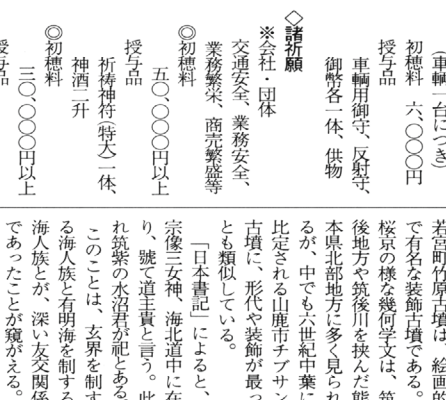 （車輌一台につき）
初穂料　六、〇〇〇円
授与品
車輌用御守、反射守、
御幣各一体、供物
◇諸祈願
※会社・団体
交通安全、業務安全、
業務繁栄、商売繁盛等
◎初穂料
五〇、〇〇〇円以上
授与品
祈祷神符（特大）一体、
神酒二升
◎初穂料
三〇、〇〇〇円以上
授与品
若宮町竹原古墳は、絵画的
で有名な装飾古墳である。
桜京の様な幾何学文は、筑
後地方や筑後川を挟んだ熊
本県北部地方に多く見られ
るが、中でも六世紀中葉に
比定される山鹿市チブサン
古墳に、形代や装飾が最っ
とも類似している。
「日本書記」によると、
宗像三女神、海北道中に在
り、號て道主貴と言う。此
れ筑紫の水沼君が祀とある。
このことは、玄界を制す
る海人族と有明海を制する
海人族とが、深い友交関係
であったことが窺がえる。